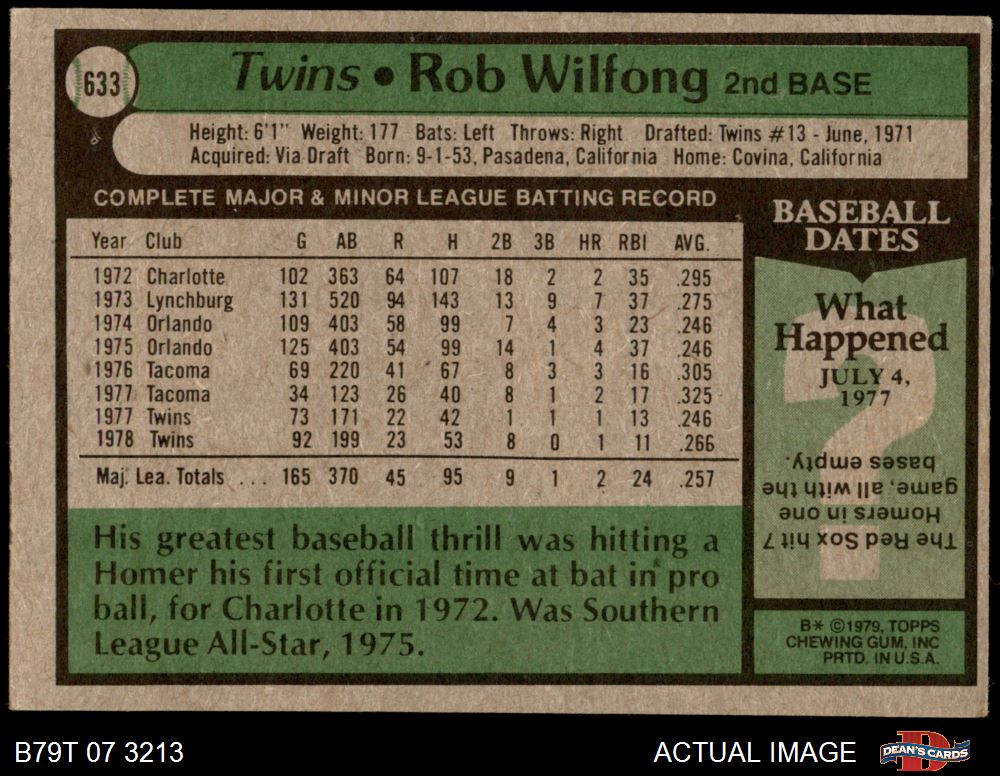 633
Twins • Rob Wilfong 2nd BASE
Height: 6'1" Weight: 177 Bats: Left Throws: Right Drafted: Twins #13 - June, 1971
Acquired: Via Draft Born: 9-1-53, Pasadena, California Home: Covina, California
COMPLETE MAJOR & MINOR LEAGUE BATTING RECORD
Year Club G AB R H 2B 3B HR RBI AVG.
1972 Charlotte 102 363 64 107 18 2 2 35 .295
1973 Lynchburg 131 520 94 143 13 9 7 37 .275
1974 Orlando 109 403 58 99 7 4 3 23 .246
1975 Orlando 125 403 54 99 14 1 4 37 .246
1976 Tacoma 69 220 41 67 8 3 3 16 .305
1977 Tacoma 34 123 26 40 8 1 2 17 .325
1977 Twins 73 171 22 42 1 1 1 13 .246
1978 Twins 92 199 23 53 8 0 1 11 .266
Maj. Lea. Totals ... 165 370 45 95 9 1 2 24 .257
His greatest baseball thrill was hitting a
Homer his first official time at bat in pro
ball, for Charlotte in 1972. Was Southern
League All-Star, 1975.
BASEBALL
DATES
What
Happened
JULY 4,
1977
?
The Red Sox hit 7
Homers in one
game, all with the
bases empty.
B* ©1979, TOPPS
CHEWING GUM, INC
PRTD. IN U.S.A.
B79T 07 3213
ACTUAL IMAGE
D
DEAN'S CARDS